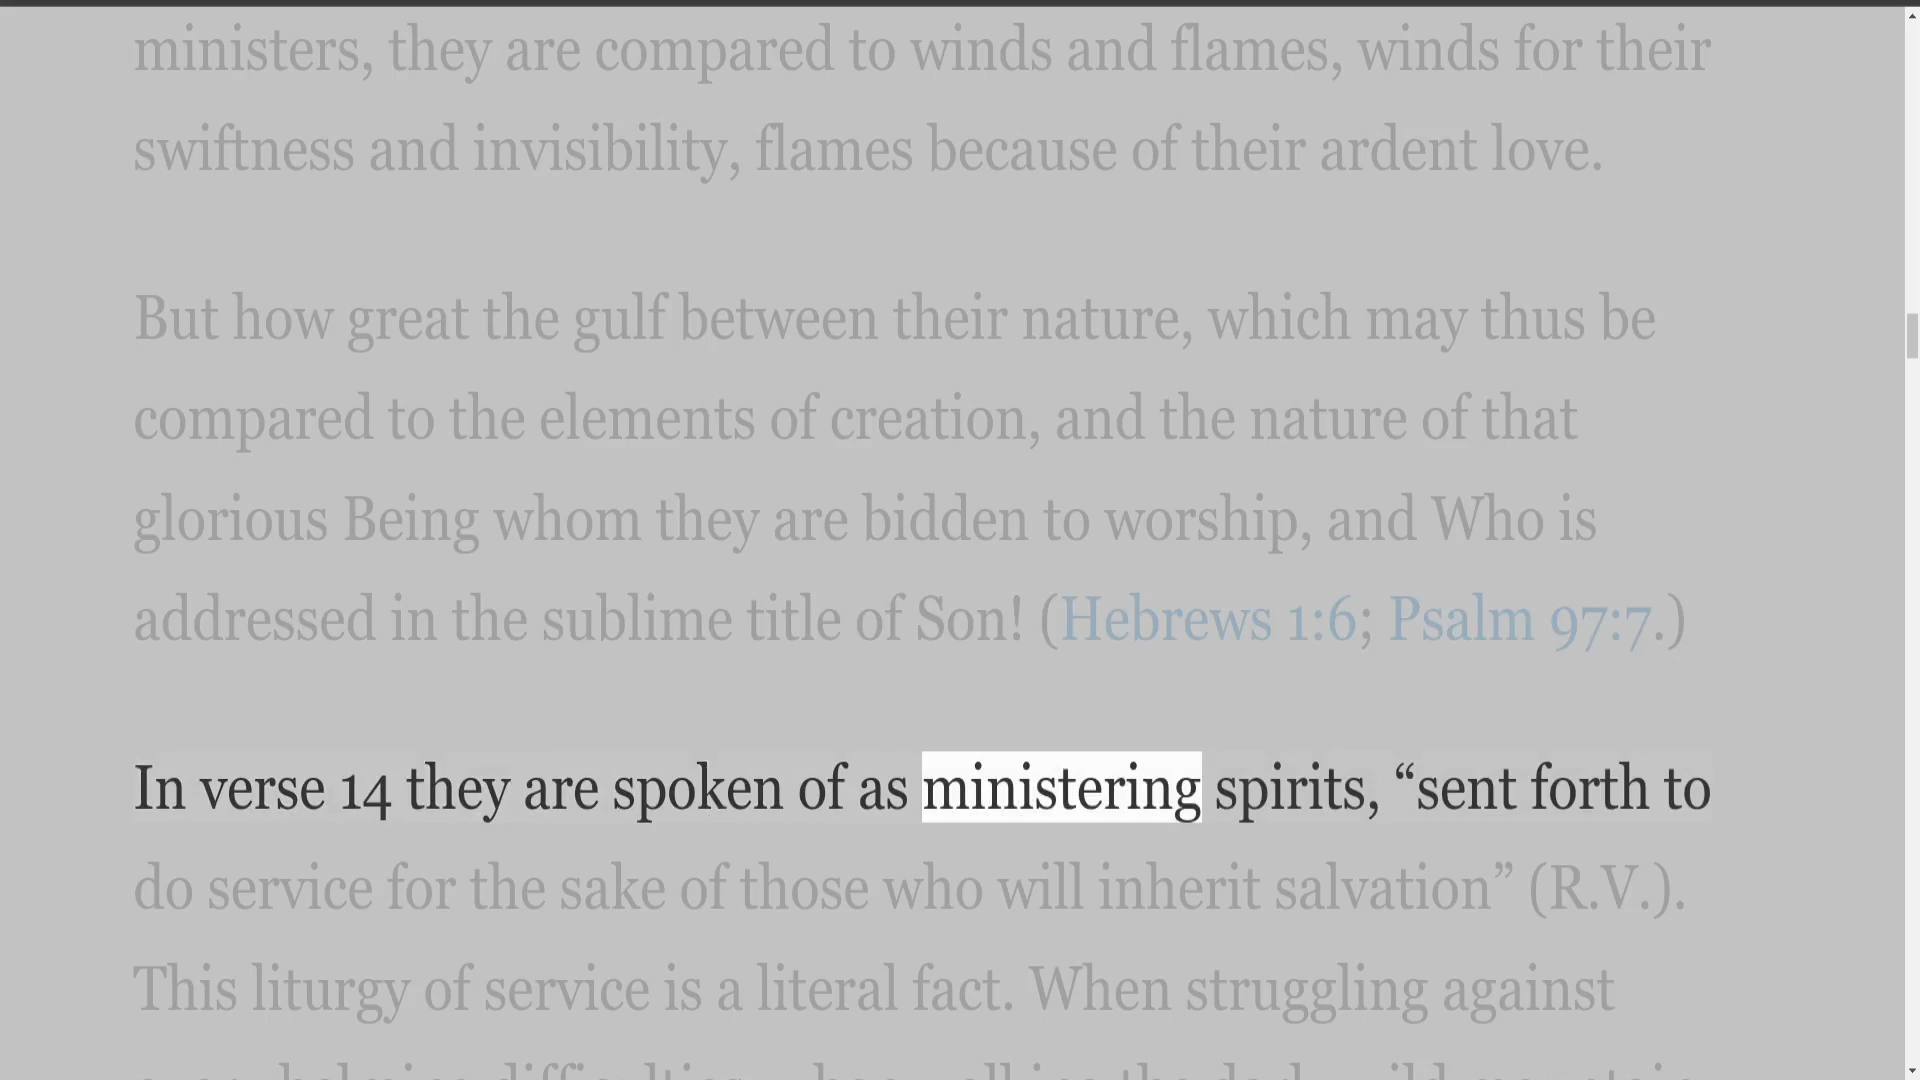 ministers, they are compared to winds and flames, winds for their
swiftness and invisibility, flames because of their ardent love.
But how great the gulf between their nature, which may thus be
compared to the elements of creation, and the nature of that
glorious Being whom they are bidden to worship, and Who is
addressed in the sublime title of Son! (Hebrews 1:6; Psalm 97:7.)
In verse 14 they are spoken of as ministering spirits, “sent forth to
do service for the sake of those who will inherit salvation” (R.V.).
This liturgy of service is a literal fact. When struggling against